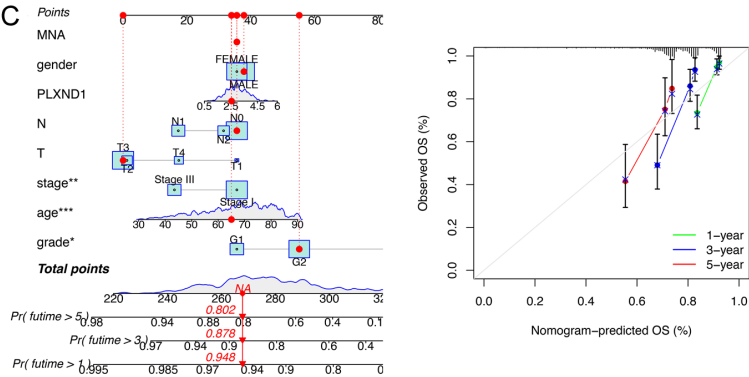 C
Points
0 20 40 60 80
MNA
gender
FEMALE
MALE
PLXND1
0.5 2.5 4.5 6
N
N1 N0
N2
T
T3 T4
T2 T1
stage**
Stage III
Stage I
age***
30 40 50 60 70 80 90
grade*
G1
G2
Total points
NA
220 240 260 280 300 320
0.802
Pr( futime > 5 )
0.98 0.94 0.88 0.8 0.6 0.4 0.1
0.878
Pr( futime > 3 )
0.97 0.94 0.9 0.8 0.6 0.4
0.948
Pr( futime > 1 )
0.995 0.985 0.97 0.94 0.9 0.8
Observed OS (%)
1.0
0.8
0.6
0.4
0.2
0.0
1-year
3-year
5-year
0.0 0.2 0.4 0.6 0.8 1.0
Nomogram-predicted OS (%)